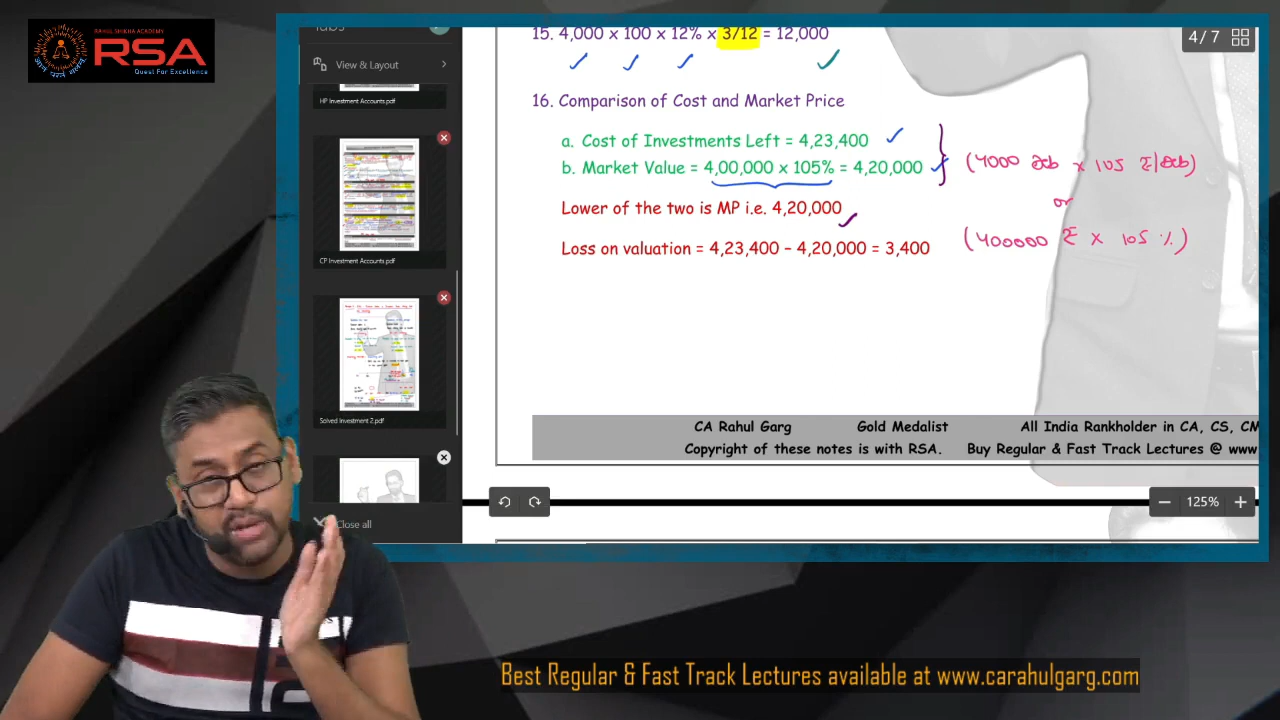 RAHUL SIKHA ACADEMY
RSA
Quest For Excellence
View & Layout
HP Investment Accounts.pdf
CP Investment Accounts.pdf
Solved Investment 2.pdf
Close all
4/7
15. 4,000 x 100 x 12% x 3/12 = 12,000
16. Comparison of Cost and Market Price
a. Cost of Investments Left = 4,23,400
b. Market Value = 4,00,000 x 105% = 4,20,000
(4000 deb x 105 ₹/deb)
or
Lower of the two is MP i.e. 4,20,000
(400000 ₹ x 105 %)
Loss on valuation = 4,23,400 – 4,20,000 = 3,400
CA Rahul Garg Gold Medalist All India Rankholder in CA, CS, CM
Copyright of these notes is with RSA. Buy Regular & Fast Track Lectures @ www
125%
Best Regular & Fast Track Lectures available at www.carahulgarg.com